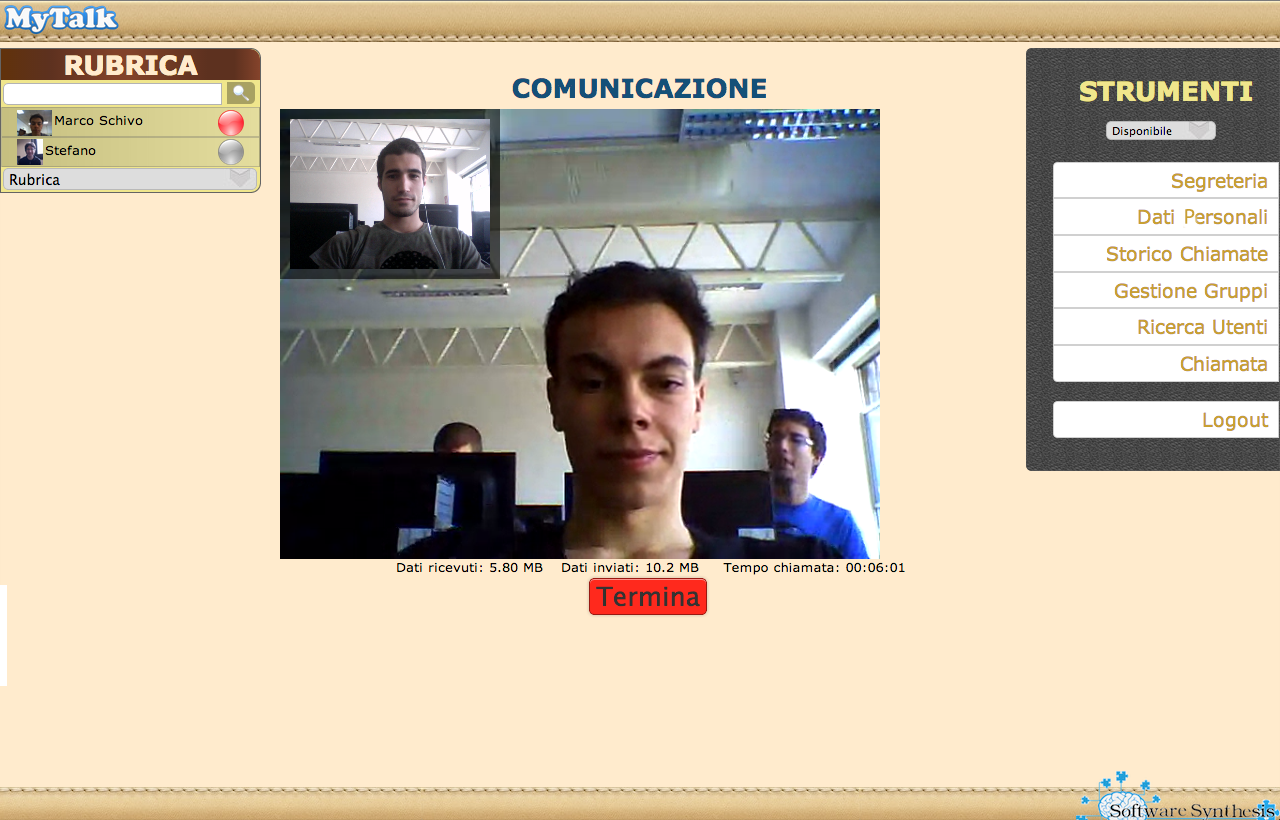 MyTalk
RUBRICA
Marco Schivo
Stefano
Rubrica
COMUNICAZIONE
Dati ricevuti: 5.80 MB Dati inviati: 10.2 MB Tempo chiamata: 00:06:01
Termina
STRUMENTI
Disponibile
Segreteria
Dati Personali
Storico Chiamate
Gestione Gruppi
Ricerca Utenti
Chiamata
Logout
Software Synthesis